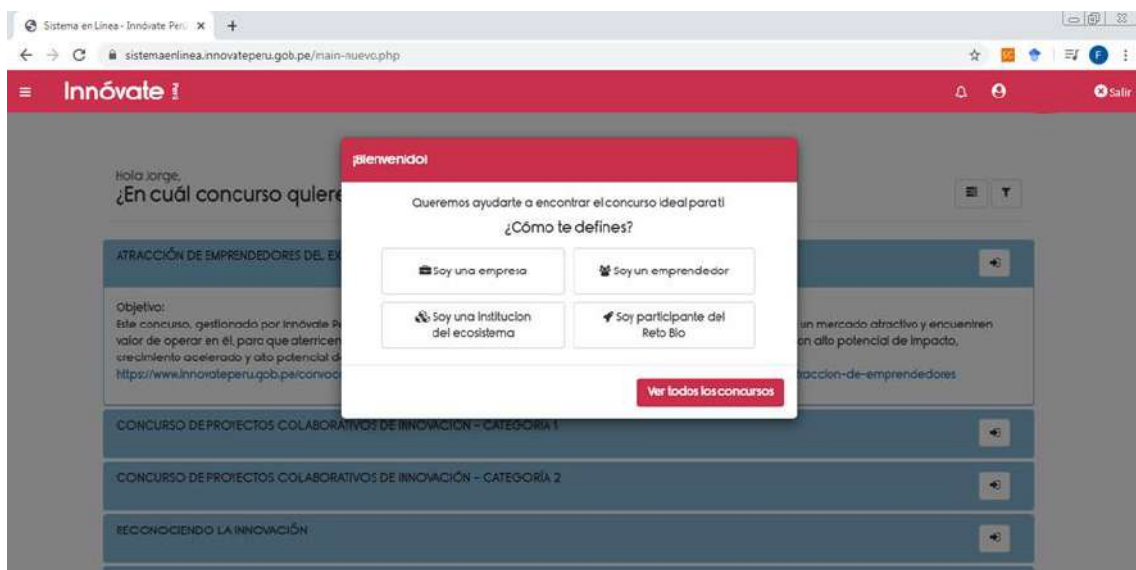 Sistema en Línea - Innóvate Perú
sistemaenlinea.innovateperu.gob.pe/main-nuevo.php
F
Innóvate Perú
Salir
Hola Jorge,
¿En cuál concurso quiere
¡Bienvenido!
Queremos ayudarte a encontrar el concurso ideal para ti
¿Cómo te defines?
Soy una empresa
Soy un emprendedor
Soy una institucion
del ecosistema
Soy participante del
Reto Bio
Ver todos los concursos
ATRACCIÓN DE EMPRENDEDORES DEL EX
Objetivo:
Este concurso, gestionado por Innóvate P
un mercado atractivo y encuentren
valor de operar en él, para que aterricen
on alto potencial de impacto,
crecimiento acelerado y alto potencial d
https://www.innovateperu.gob.pe/convoc
traccion-de-emprendedores
CONCURSO DE PROYECTOS COLABORATIVOS DE INNOVACIÓN – CATEGORÍA 1
CONCURSO DE PROYECTOS COLABORATIVOS DE INNOVACIÓN – CATEGORÍA 2
RECONOCIENDO LA INNOVACIÓN